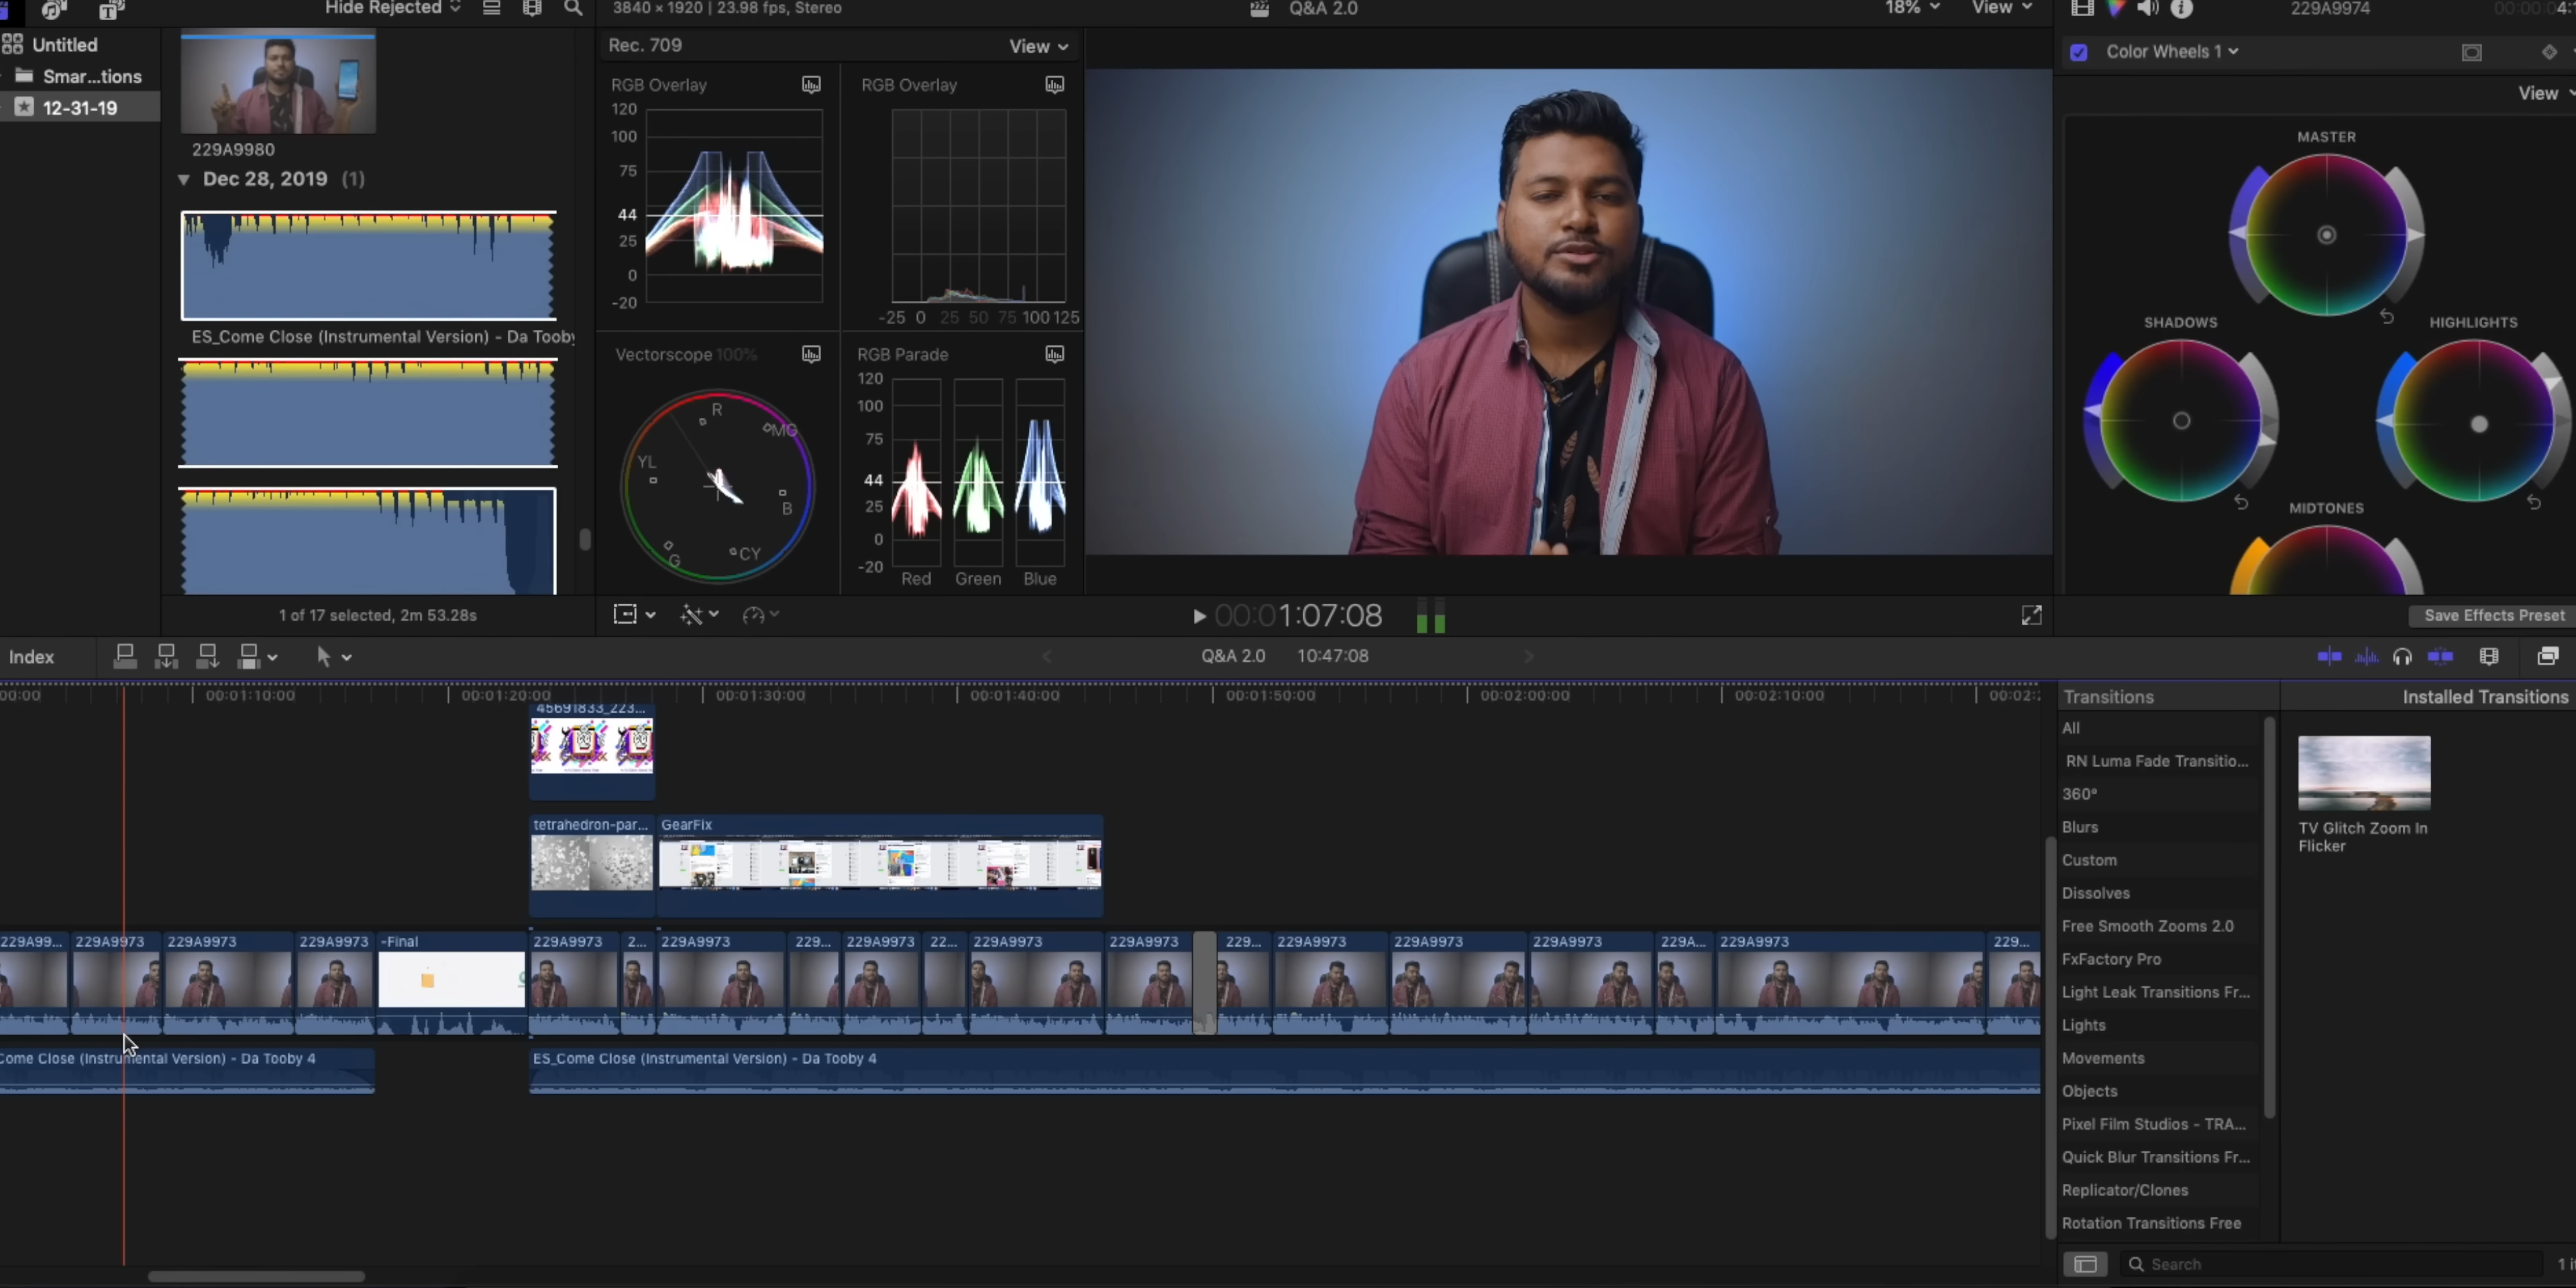 Hide Rejected
3840 × 1920 | 23.98 fps, Stereo
Q&A 2.0
18%
View
229A9974
Untitled
Smar...tions
12-31-19
229A9980
Dec 28, 2019 (1)
ES_Come Close (Instrumental Version) - Da Tooby
1 of 17 selected, 2m 53.28s
Rec. 709
View
RGB Overlay
120
100
75
44
25
0
-20
RGB Overlay
-25 0 25 50 75 100 125
Vectorscope 100%
R
MG
YL
B
G
CY
RGB Parade
120
100
75
44
25
0
-20
Red Green Blue
00:01:07:08
Color Wheels 1
View
MASTER
SHADOWS
HIGHLIGHTS
MIDTONES
Save Effects Preset
Index
Q&A 2.0 10:47:08
00:00 00:01:10:00 00:01:20:00 00:01:30:00 00:01:40:00 00:01:50:00 00:02:00:00 00:02:10:00 00:02:
45691833_223...
tetrahedron-par... GearFix
229A99... 229A9973 229A9973 229A9973 -Final 229A9973 2... 229A9973 229... 229A9973 22... 229A9973 229A9973 229... 229A9973 229A9973 229A9973 229A... 229A9973 229...
Come Close (Instrumental Version) - Da Tooby 4
ES_Come Close (Instrumental Version) - Da Tooby 4
Transitions
Installed Transitions
All
RN Luma Fade Transitio...
360°
Blurs
Custom
Dissolves
Free Smooth Zooms 2.0
FxFactory Pro
Light Leak Transitions Fr...
Lights
Movements
Objects
Pixel Film Studios - TRA...
Quick Blur Transitions Fr...
Replicator/Clones
Rotation Transitions Free
TV Glitch Zoom In
Flicker
Search